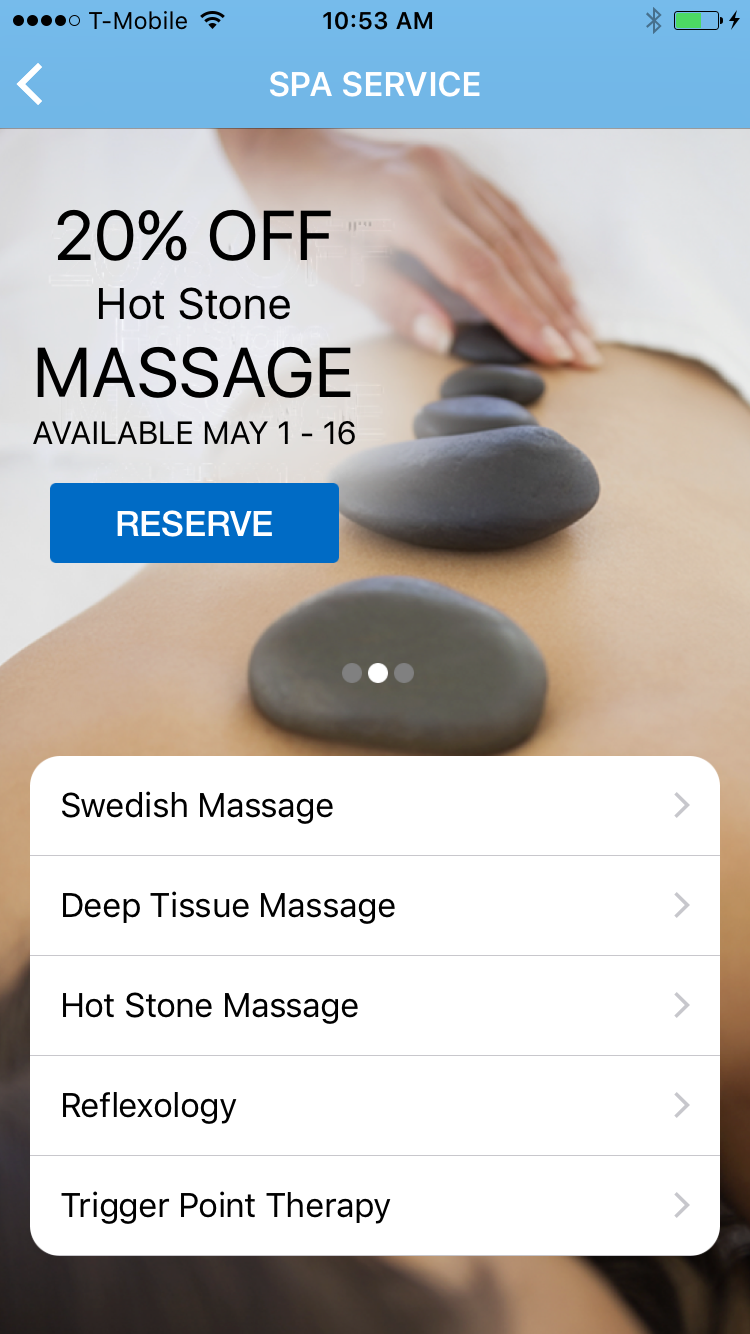 T-Mobile 10:53 AM
SPA SERVICE
20% OFF
Hot Stone
MASSAGE
AVAILABLE MAY 1 - 16
RESERVE
Swedish Massage
Deep Tissue Massage
Hot Stone Massage
Reflexology
Trigger Point Therapy